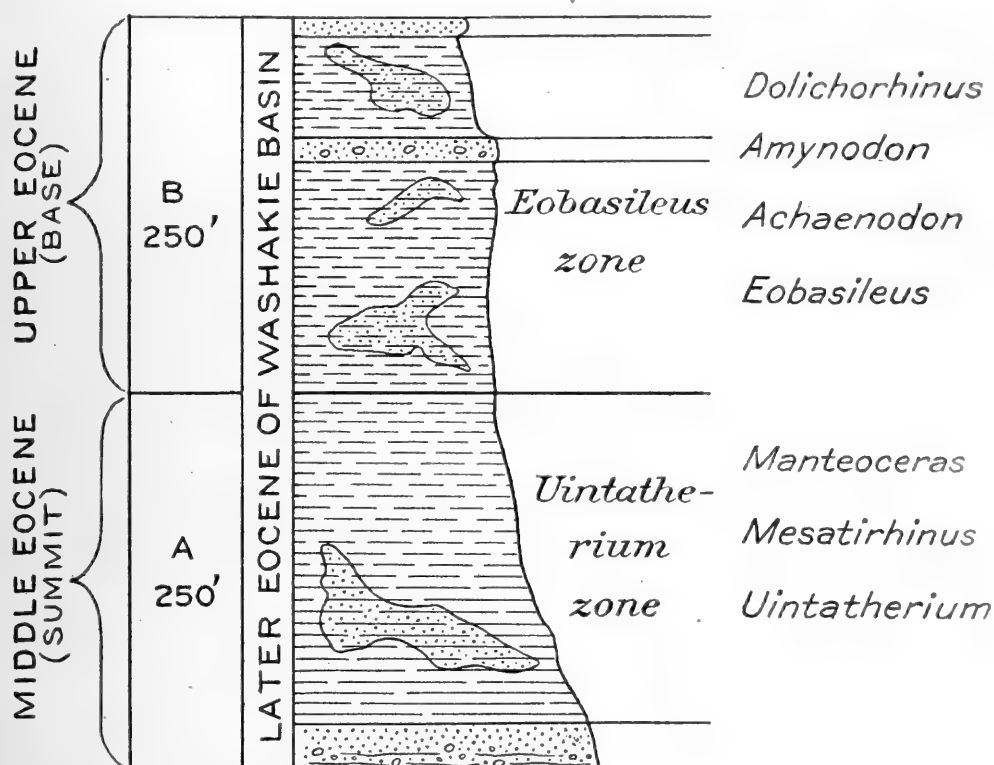 UPPER EOCENE
(BASE)
B
250'
MIDDLE EOCENE
(SUMMIT)
A
250'
LATER EOCENE OF WASHAKIE BASIN
Eobasileus
zone
Uintathe-
rium
zone
Dolichorhinus
Amynodon
Achaenodon
Eobasileus
Manteoceras
Mesatirhinus
Uintatherium